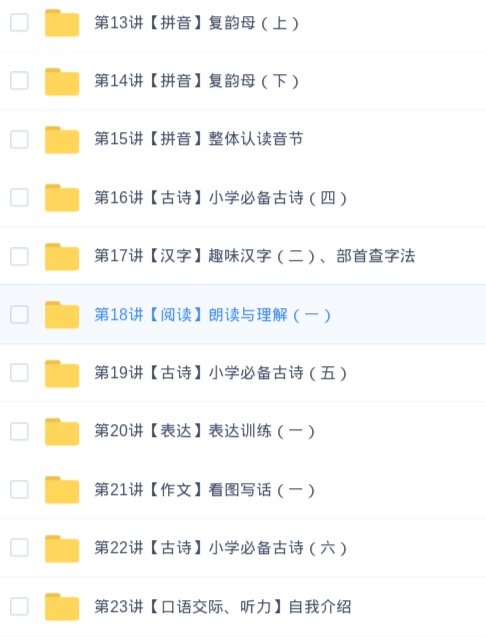 第13讲【拼音】复韵母（上）
第14讲【拼音】复韵母（下）
第15讲【拼音】整体认读音节
第16讲【古诗】小学必备古诗（四）
第17讲【汉字】趣味汉字（二）、部首查字法
第18讲【阅读】朗读与理解（一）
第19讲【古诗】小学必备古诗（五）
第20讲【表达】表达训练（一）
第21讲【作文】看图写话（一）
第22讲【古诗】小学必备古诗（六）
第23讲【口语交际、听力】自我介绍